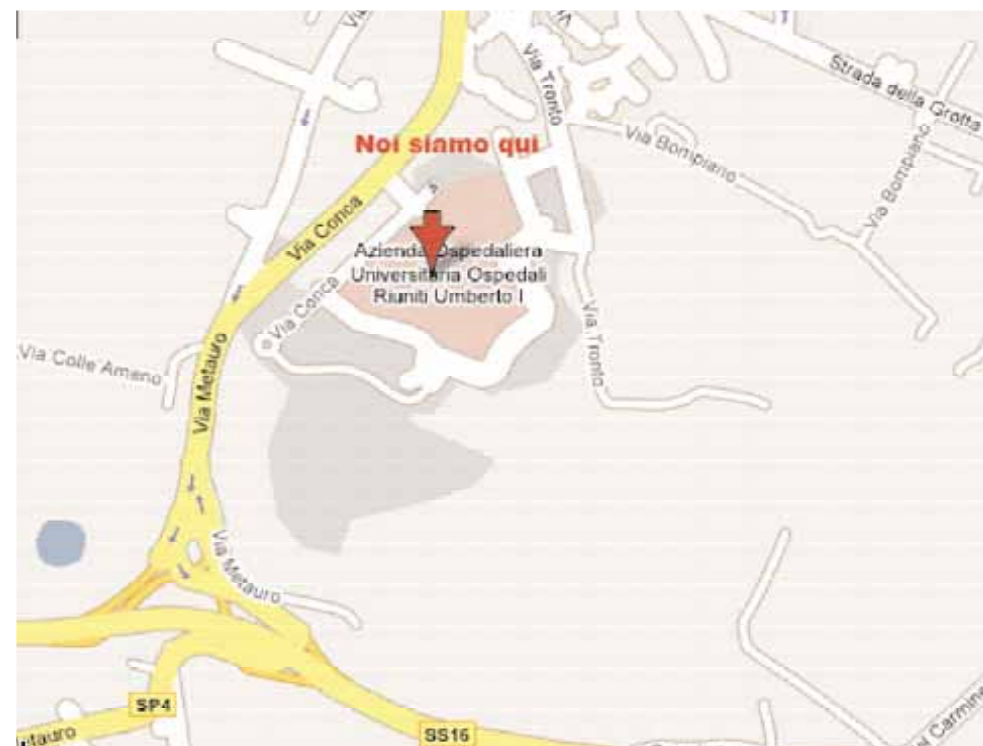 Via Tronto
Strada della Grotta
Noi siamo qui
Via Bompiano
Via Bompiano
Via Conca
Azienda Ospedaliera
Universitaria Ospedali
Riuniti Umberto I
Via Conca
Via Tronto
Via Colle Ameno
Via Metauro
Via Metauro
SP4
SS16
Carmine